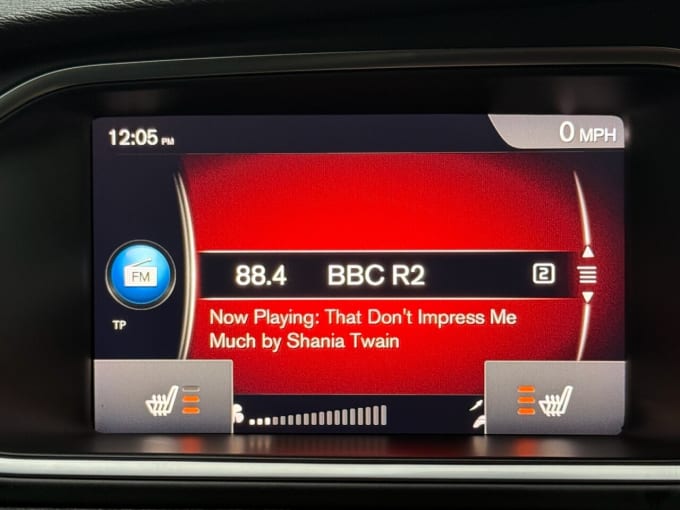 12:05 PM
0 MPH
FM
88.4 BBC R2 2
Now Playing: That Don't Impress Me
Much by Shania Twain
TP